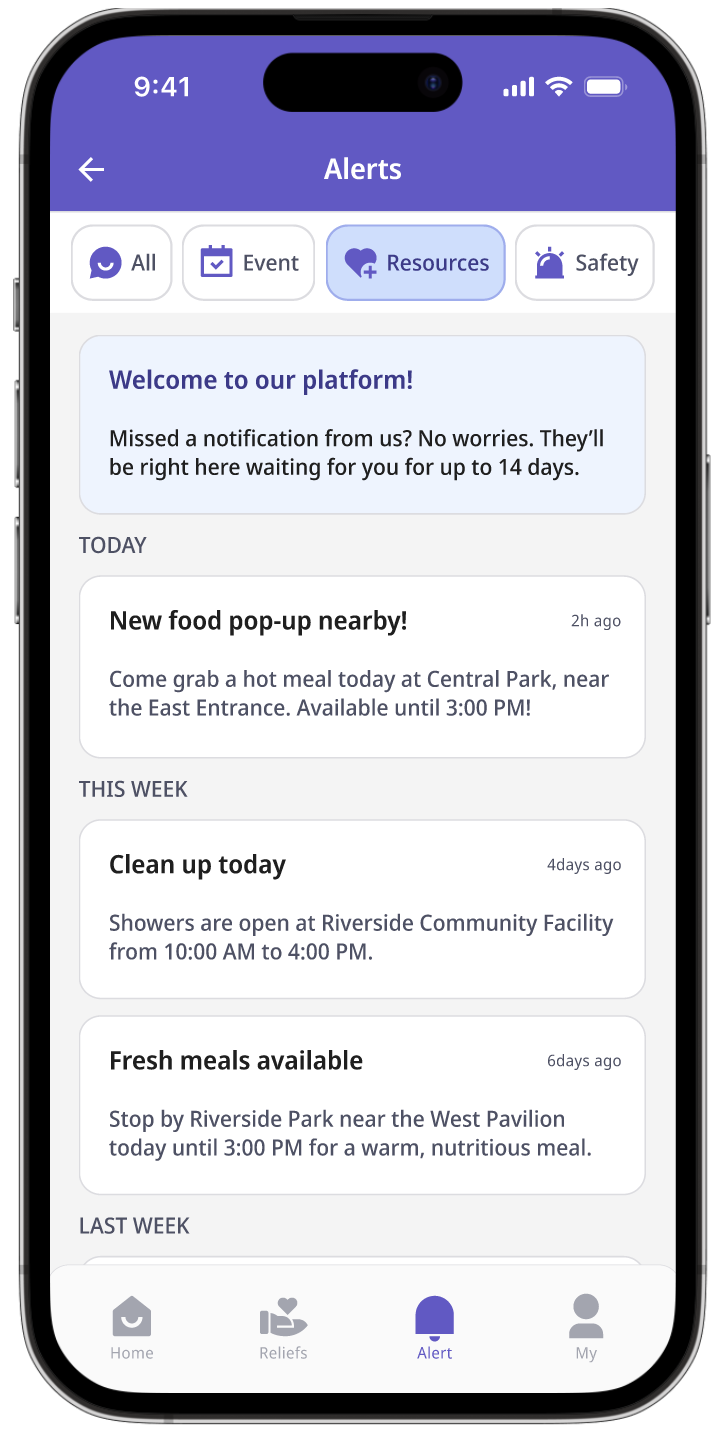 9:41
Alerts
All
Event
Resources
Safety
Welcome to our platform!
Missed a notification from us? No worries. They’ll
be right here waiting for you for up to 14 days.
TODAY
New food pop-up nearby!
2h ago
Come grab a hot meal today at Central Park, near
the East Entrance. Available until 3:00 PM!
THIS WEEK
Clean up today
4days ago
Showers are open at Riverside Community Facility
from 10:00 AM to 4:00 PM.
Fresh meals available
6days ago
Stop by Riverside Park near the West Pavilion
today until 3:00 PM for a warm, nutritious meal.
LAST WEEK
Home
Reliefs
Alert
My